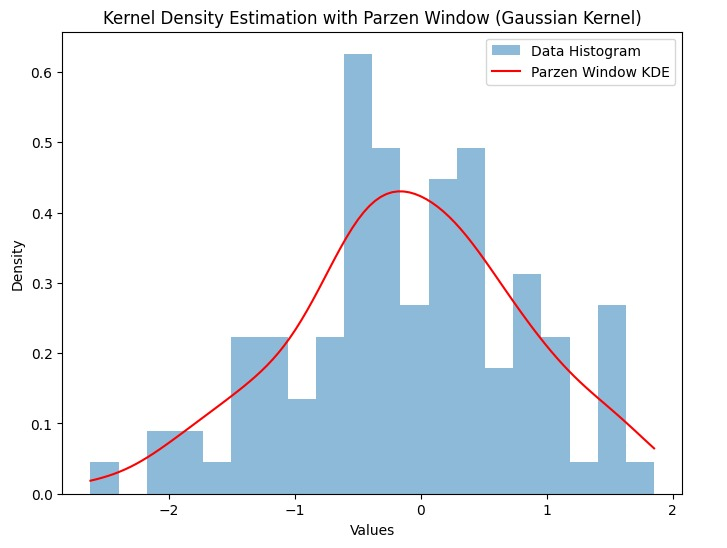 Kernel Density Estimation with Parzen Window (Gaussian Kernel)
Data Histogram
Parzen Window KDE
Density
0.6
0.5
0.4
0.3
0.2
0.1
0.0
−2
−1
0
1
2
Values